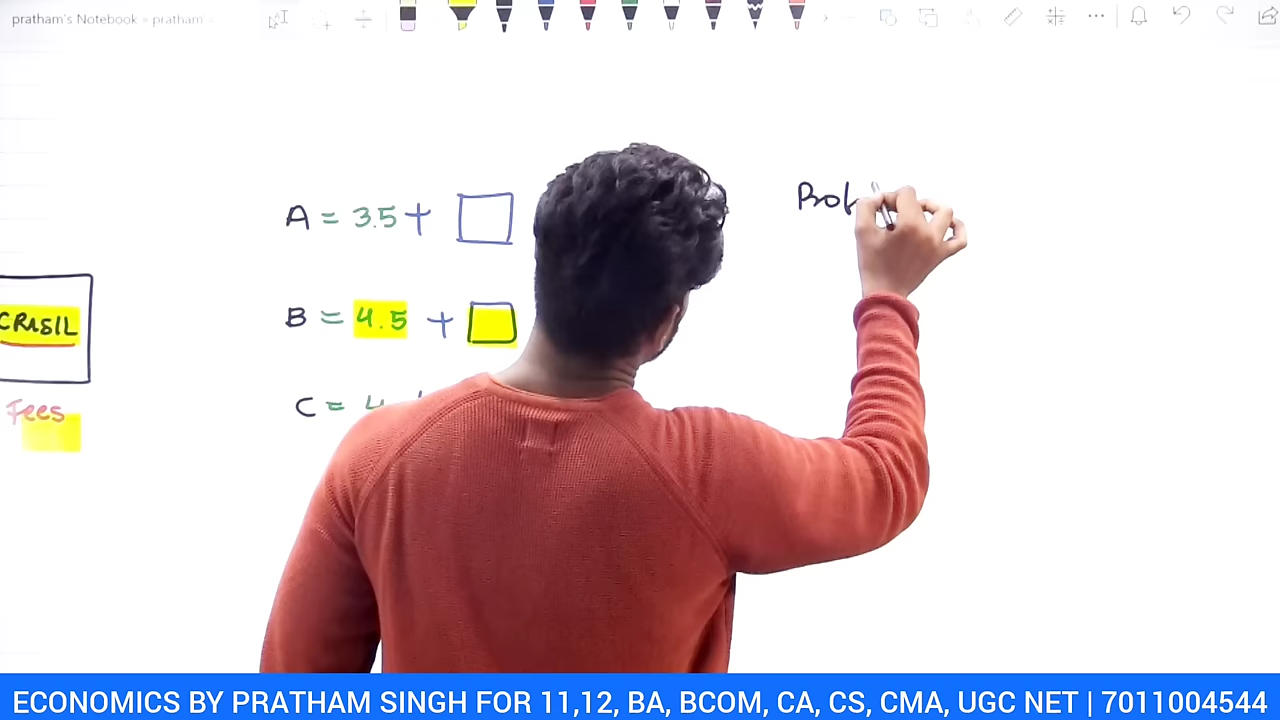 pratham's Notebook » pratham
A = 3.5 +
B = 4.5 +
CRISIL
Fees
C = 4
ECONOMICS BY PRATHAM SINGH FOR 11,12, BA, BCOM, CA, CS, CMA, UGC NET | 7011004544